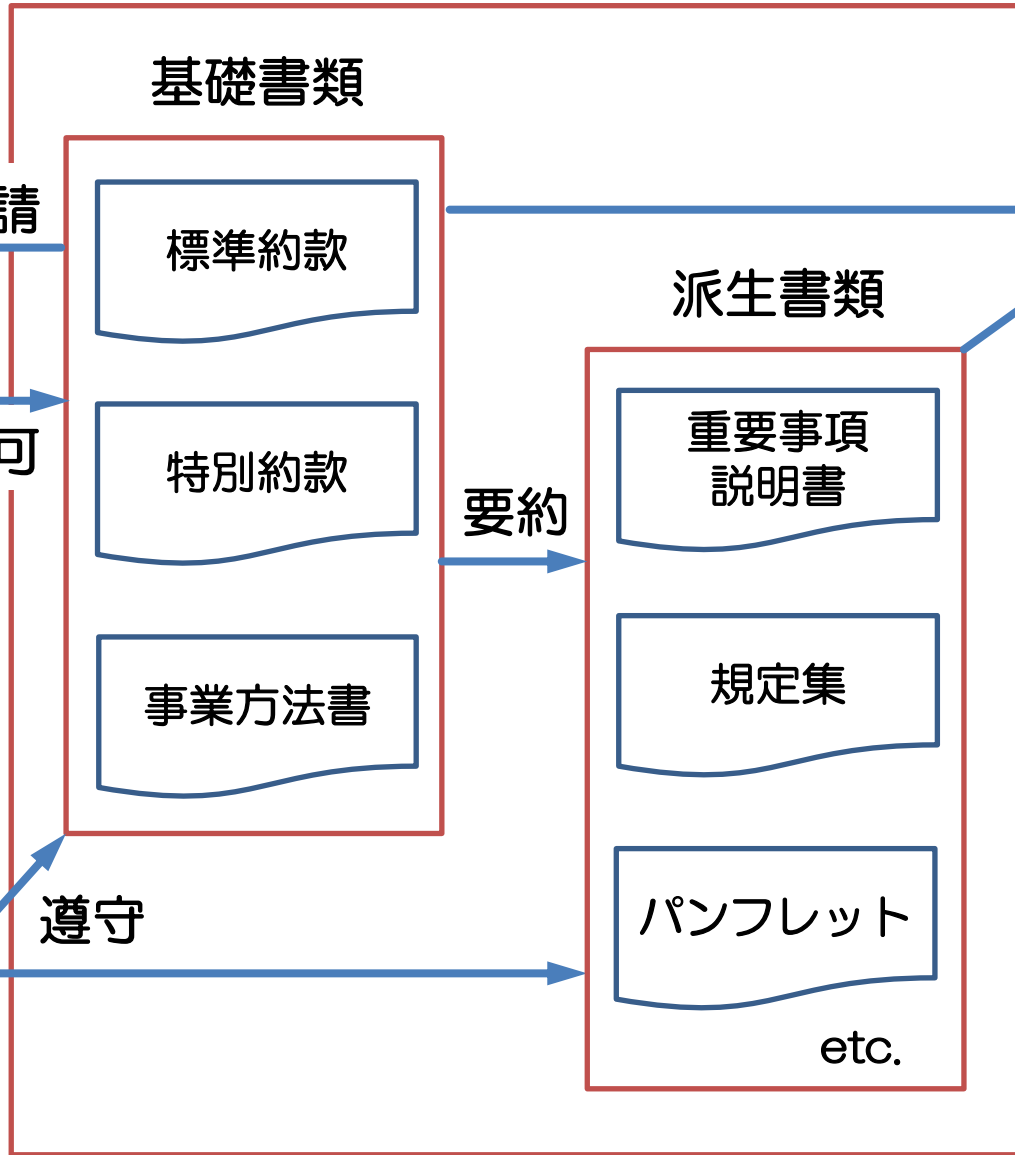 基礎書類
請
標準約款
派生書類
重要事項
説明書
可
特別約款
要約
規定集
事業方法書
遵守
パンフレット
etc.